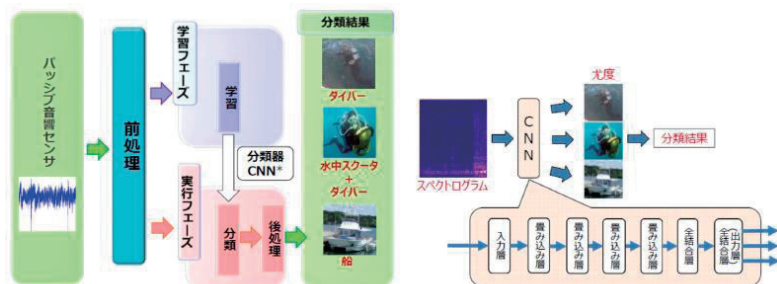 パッシブ音響センサ
前処理
学習フェーズ
学習
分類器
CNN*
実行フェーズ
分類
後処理
分類結果
ダイバー
水中スクータ
+
ダイバー
船
スペクトログラム
CNN
尤度
分類結果
入力層
畳み込み層
畳み込み層
畳み込み層
畳み込み層
全結合層
全結合層
(出力層)